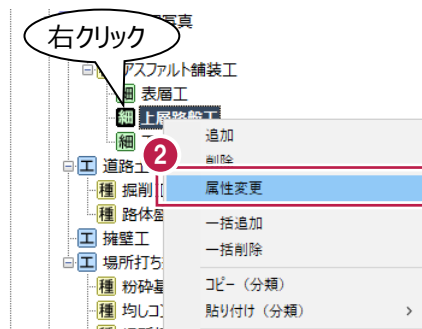 右クリック
写真
アスファルト舗装工
細 表層工
細 上層路盤工
細
2
追加
削除
属性変更
一括追加
一括削除
コピー（分類）
貼り付け（分類） >
工 道路
種 掘削
種 路体盛
工 擁壁工
工 場所打ち
種 粉砕基
種 均しコン